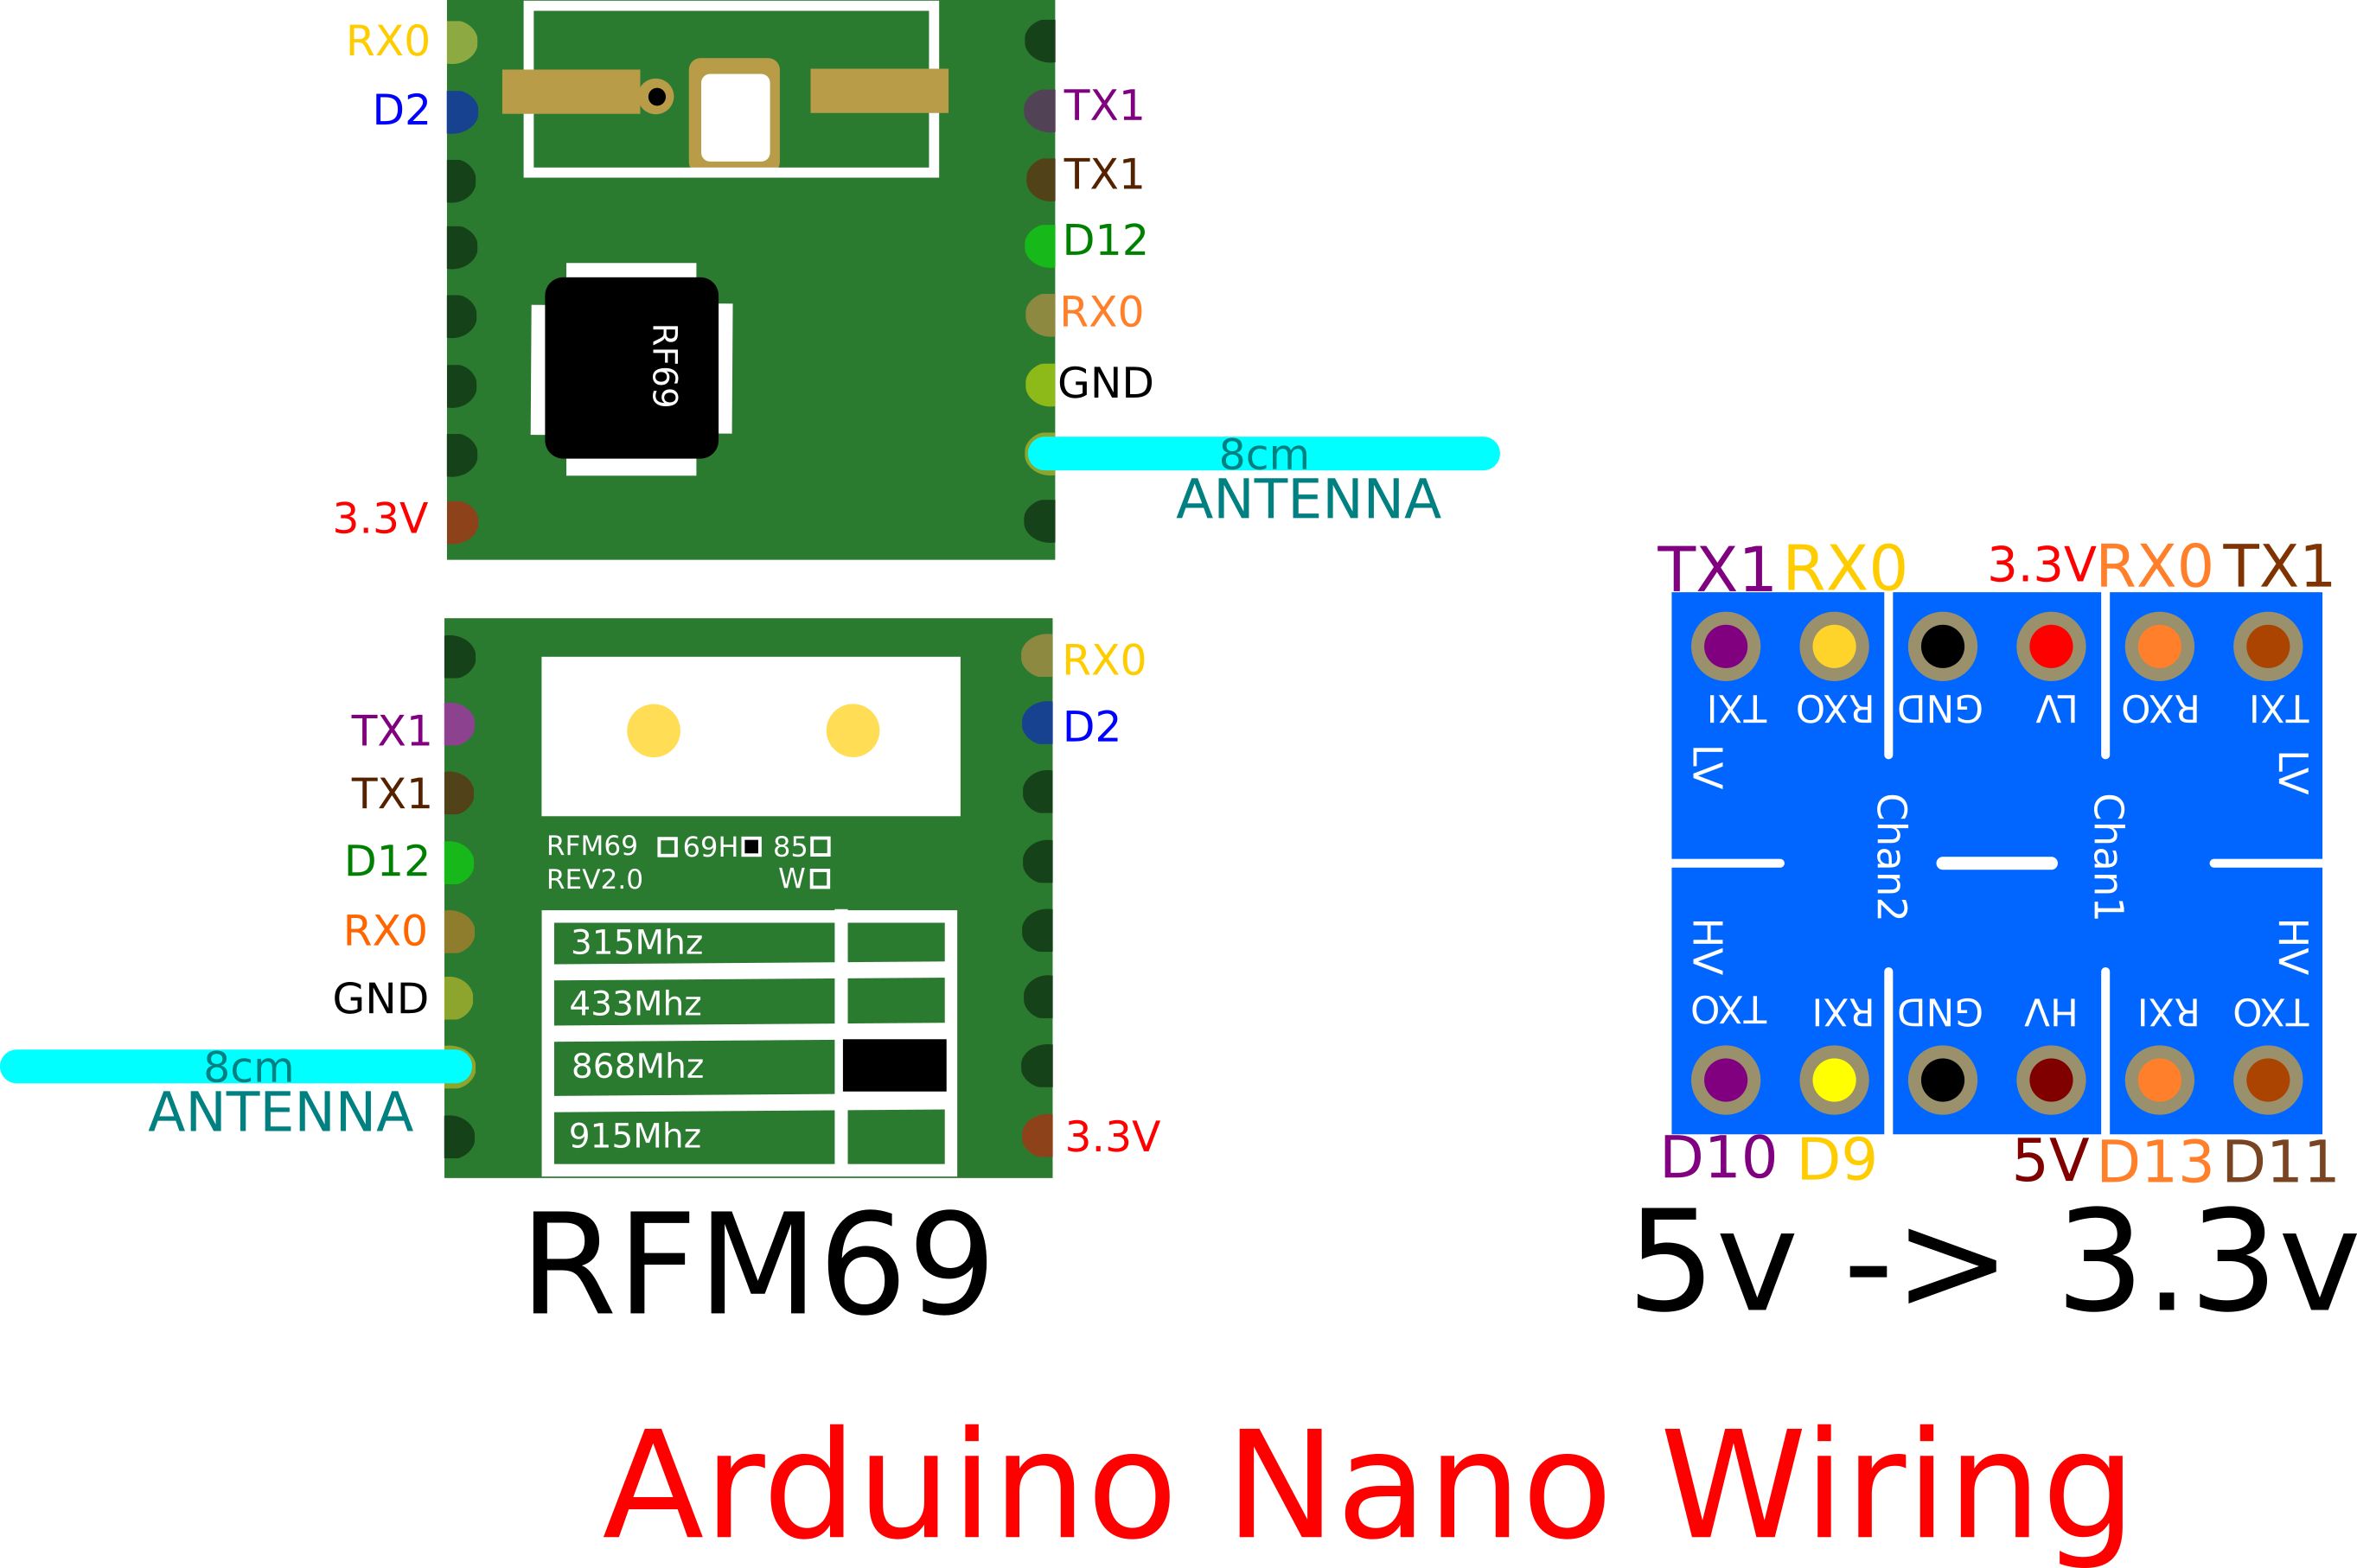 RX0
D2
TX1
TX1
D12
RX0
GND
8cm
ANTENNA
3.3V
RF69
TX1 RX0 3.3V RX0 TX1
TXI RXO GND LV RXO TXI
LV LV
Chan2 Chan1
HV HV
TXO RXI GND HV RXI TXO
D10 D9 5V D13 D11
5v -> 3.3v
RX0
D2
TX1
TX1
D12
RX0
GND
8cm
ANTENNA
3.3V
RFM69 69H 85
REV2.0 W
315Mhz
433Mhz
868Mhz
915Mhz
RFM69
Arduino Nano Wiring